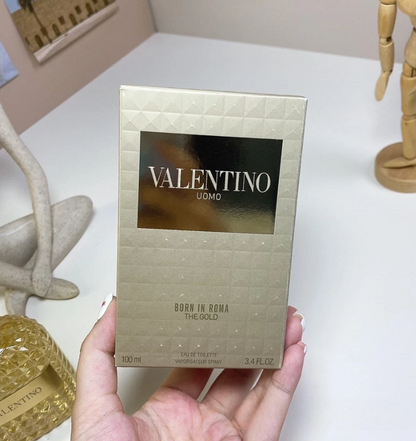 VALENTINO
UOMO
BORN IN ROMA
THE GOLD
EAU DE TOILETTE
VAPORISATEUR SPRAY
100 ml 3.4 FL.OZ.
VALENTINO